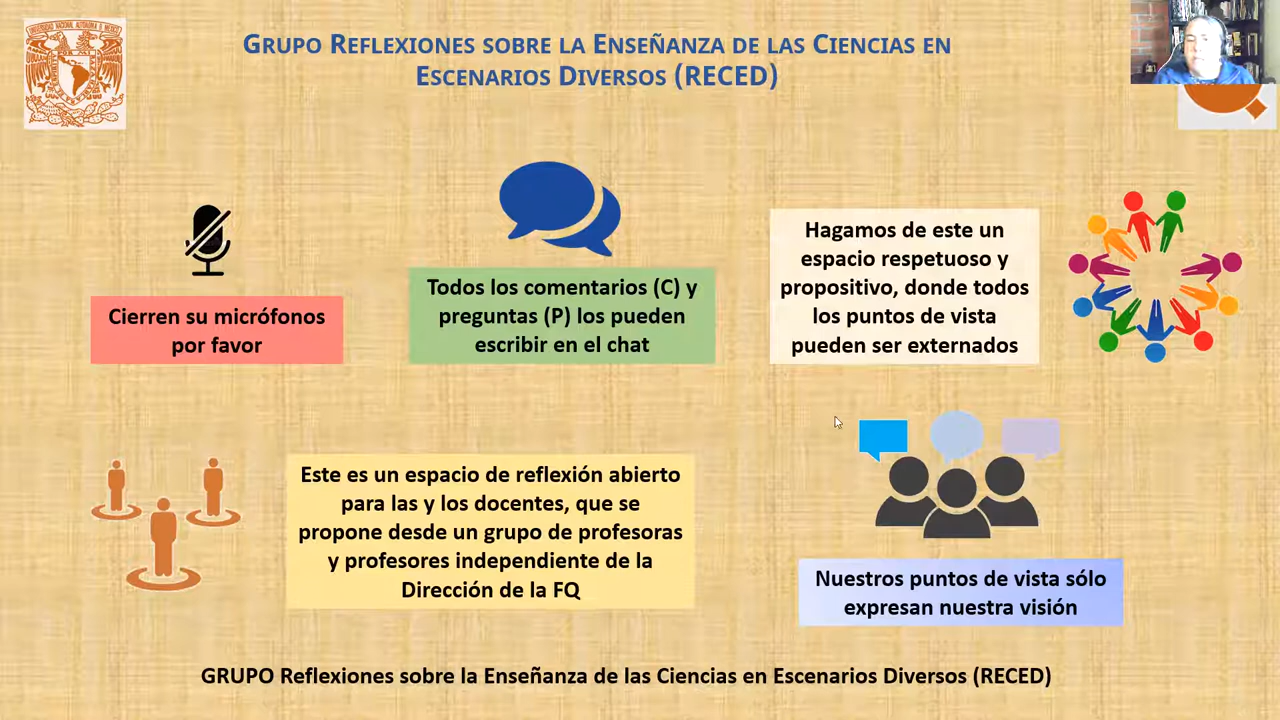 GRUPO REFLEXIONES SOBRE LA ENSEÑANZA DE LAS CIENCIAS EN
ESCENARIOS DIVERSOS (RECED)
Cierren su micrófonos
por favor
Todos los comentarios (C) y
preguntas (P) los pueden
escribir en el chat
Hagamos de este un
espacio respetuoso y
propositivo, donde todos
los puntos de vista
pueden ser externados
Este es un espacio de reflexión abierto
para las y los docentes, que se
propone desde un grupo de profesoras
y profesores independiente de la
Dirección de la FQ
Nuestros puntos de vista sólo
expresan nuestra visión
GRUPO Reflexiones sobre la Enseñanza de las Ciencias en Escenarios Diversos (RECED)